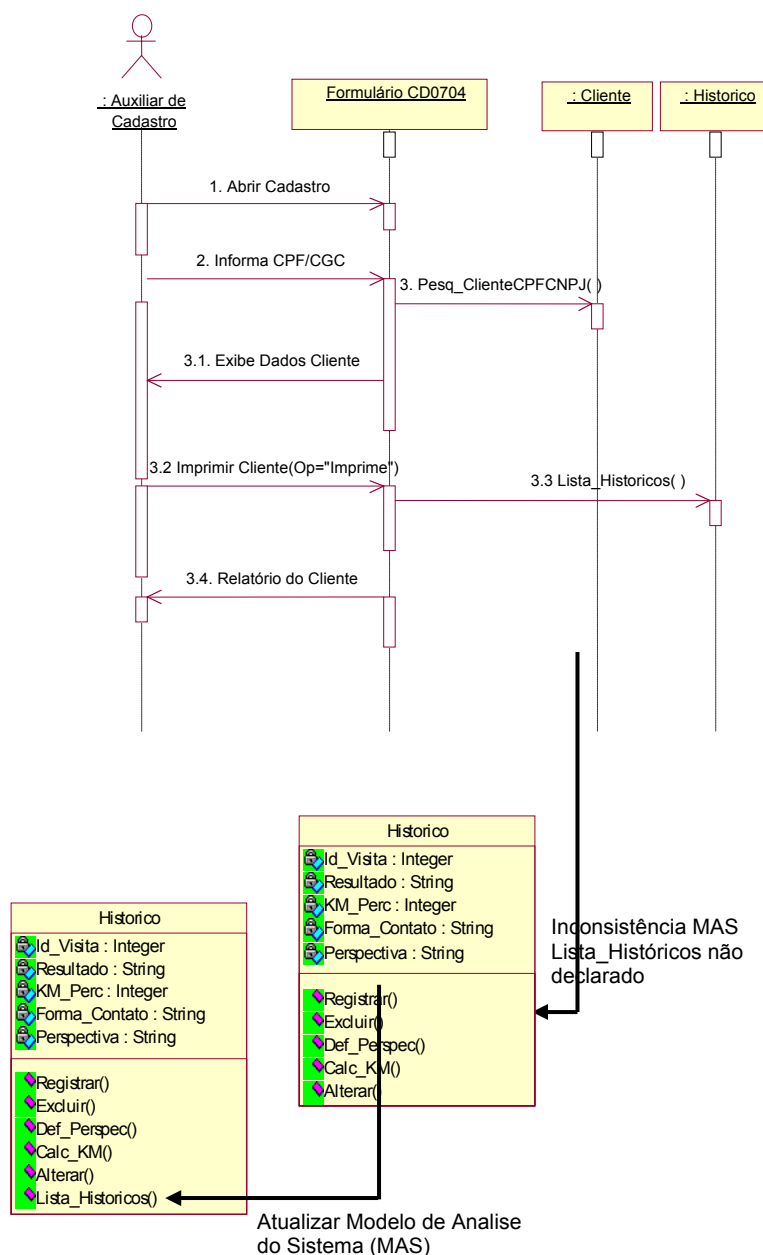 : Auxiliar de
Cadastro
Formulário CD0704
: Cliente
: Historico
1. Abrir Cadastro
2. Informa CPF/CGC
3. Pesq_ClienteCPFCNPJ( )
3.1. Exibe Dados Cliente
3.2 Imprimir Cliente(Op="Imprime")
3.3 Lista_Historicos( )
3.4. Relatório do Cliente
Historico
Id_Visita : Integer
Resultado : String
KM_Perc : Integer
Forma_Contato : String
Perspectiva : String
Registrar()
Excluir()
Def_Perspec()
Calc_KM()
Alterar()
Inconsistência MAS
Lista_Históricos não
declarado
Historico
Id_Visita : Integer
Resultado : String
KM_Perc : Integer
Forma_Contato : String
Perspectiva : String
Registrar()
Excluir()
Def_Perspec()
Calc_KM()
Alterar()
Lista_Historicos()
Atualizar Modelo de Analise
do Sistema (MAS)